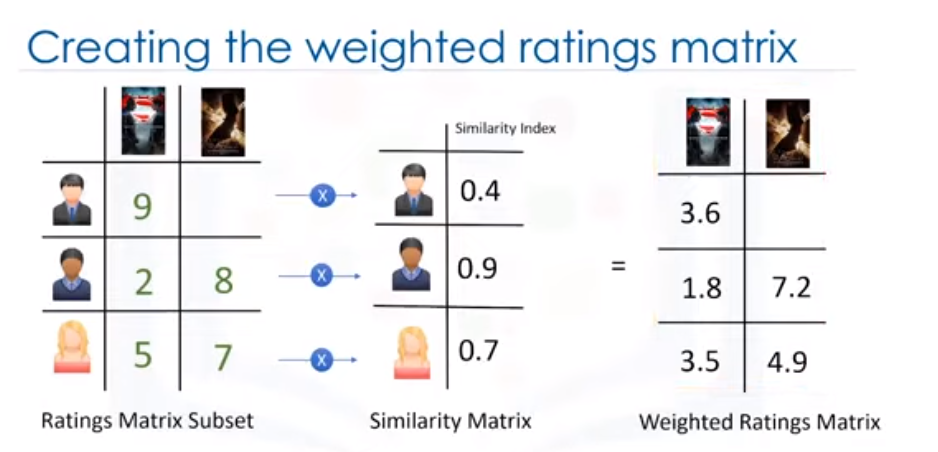 Creating the weighted ratings matrix
Similarity Index
9
X
0.4
3.6
2 8
X
0.9
=
1.8 7.2
5 7
X
0.7
3.5 4.9
Ratings Matrix Subset
Similarity Matrix
Weighted Ratings Matrix